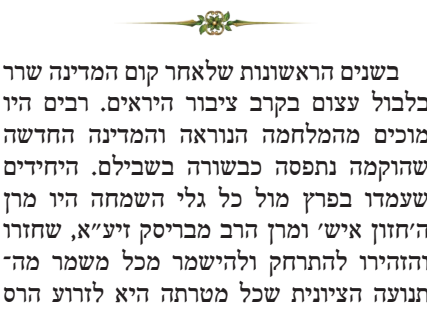 בשנים הראשונות שלאחר קום המדינה שרר
בלבול עצום בקרב ציבור היראים. רבים היו
מוכים מהמלחמה הנוראה והמדינה החדשה
שהוקמה נתפסה כבשורה בשבילם. היחידים
שעמדו בפרץ מול כל גלי השמחה היו מרן
ה׳חזון איש׳ ומרן הרב מבריסק זיע״א, שחזרו
והזהירו להתרחק ולהישמר מכל משמר מה־
תנועה הציונית שכל מטרתה היא לזרוע הרס